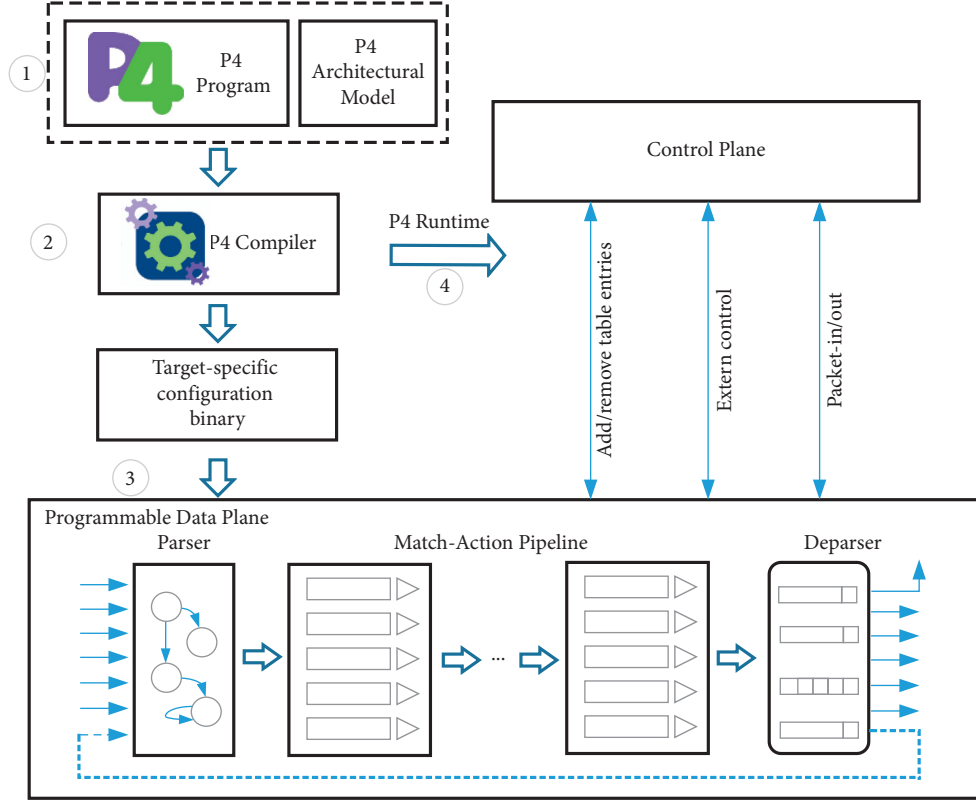 1
P4
P4
Program
P4
Architectural
Model
2
P4 Compiler
P4 Runtime
4
Control Plane
Add/remove table entries
Extern control
Packet-in/out
Target-specific
configuration
binary
3
Programmable Data Plane
Parser
Match-Action Pipeline
Deparser
...